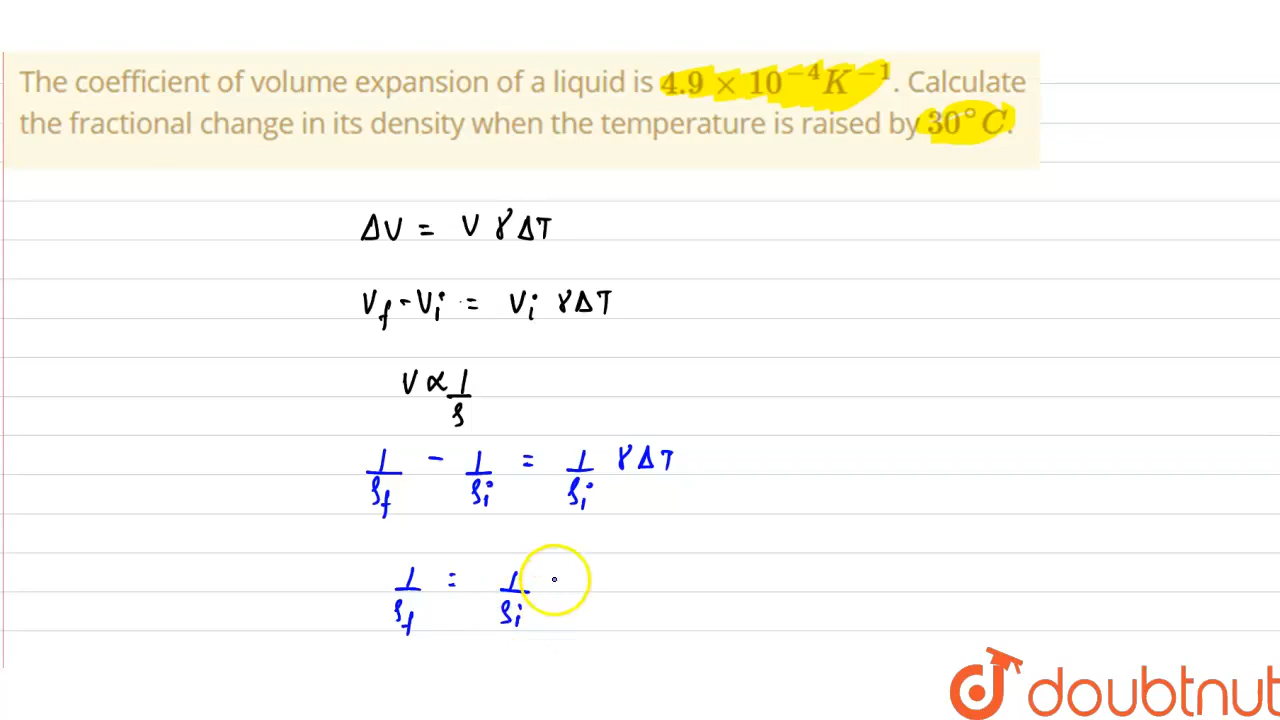 The coefficient of volume expansion of a liquid is 4.9 × 10⁻⁴K⁻¹. Calculate
the fractional change in its density when the temperature is raised by 30°C.
ΔV = V γ ΔT
V_f - V_i = V_i γΔT
V ∝ 1/ρ
1/ρ_f - 1/ρ_i = 1/ρ_i γΔT
1/ρ_f = 1/ρ_i
doubtnut